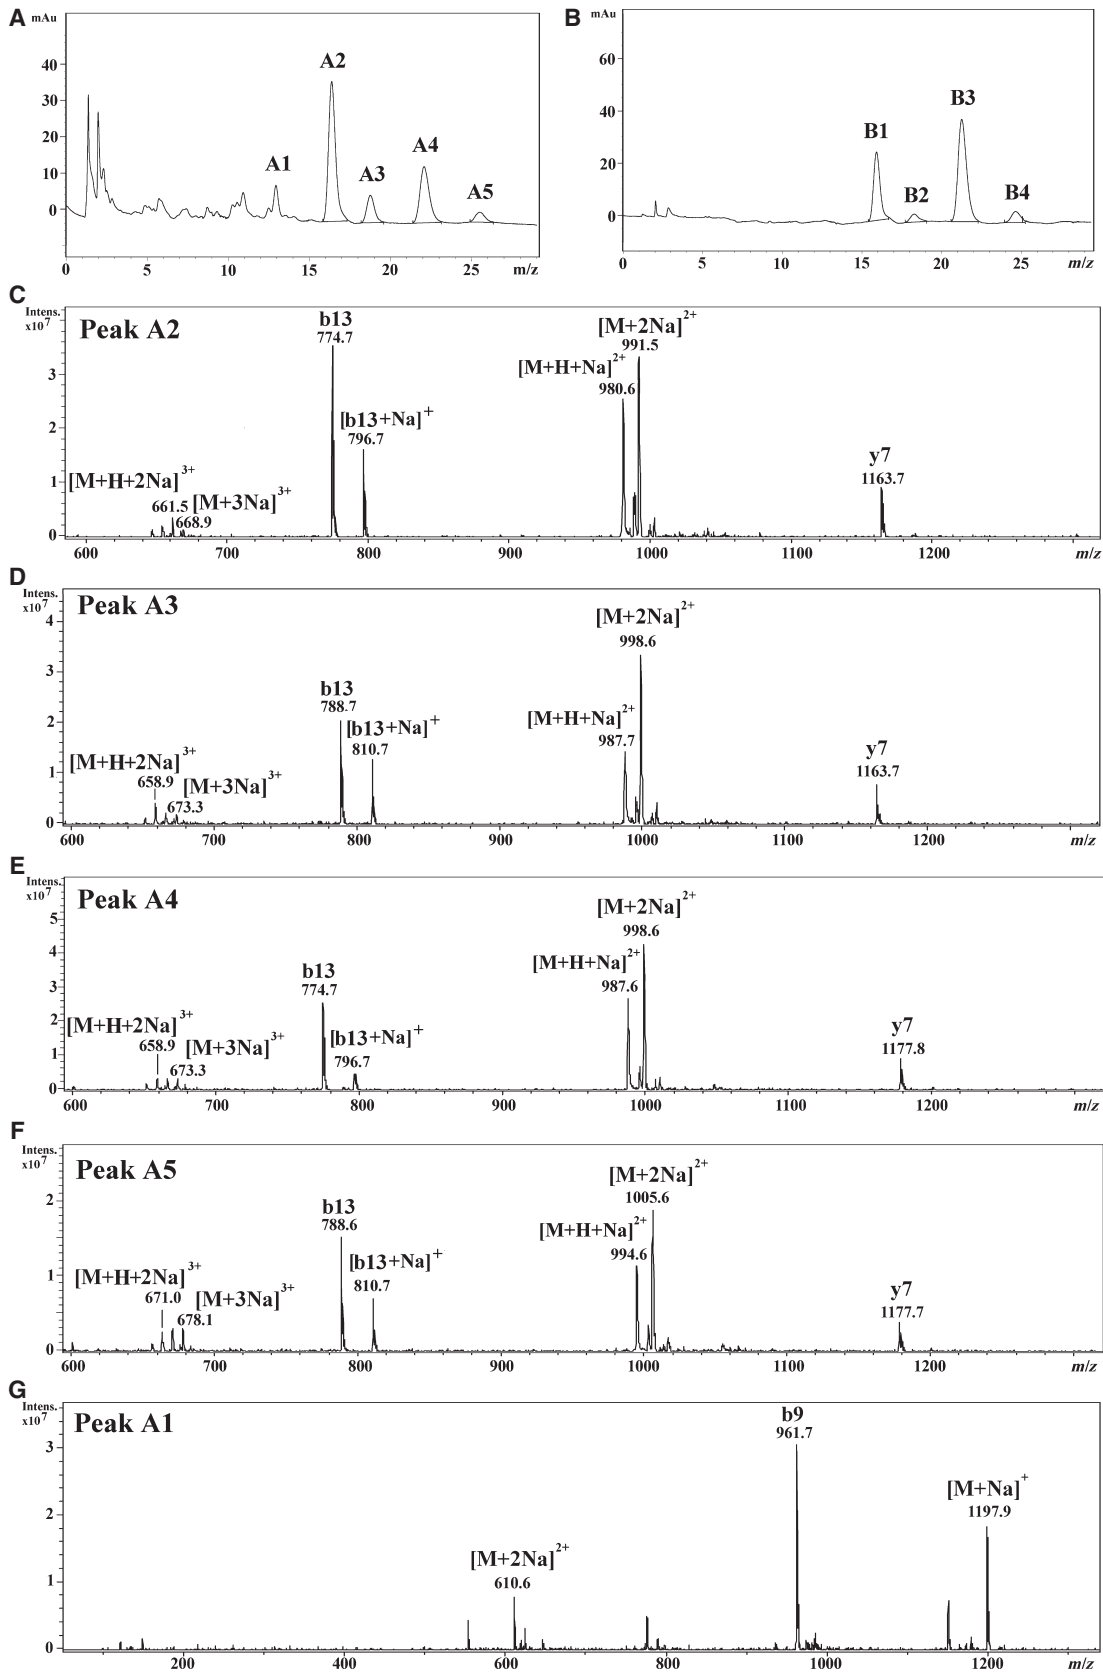 A
mAu
A1
A2
A3
A4
A5
40
30
20
10
0
0 5 10 15 20 25 m/z
B
mAu
B1
B2
B3
B4
60
40
20
0
0 5 10 15 20 25 m/z
C
Intens.
x10⁷
Peak A2
b13
774.7
[b13+Na]⁺
796.7
[M+2Na]²⁺
991.5
[M+H+Na]²⁺
980.6
y7
1163.7
[M+H+2Na]³⁺
661.5
[M+3Na]³⁺
668.9
3
2
1
0
600 700 800 900 1000 1100 1200 m/z
D
Intens.
x10⁷
Peak A3
[M+2Na]²⁺
998.6
b13
788.7
[b13+Na]⁺
810.7
[M+H+Na]²⁺
987.7
y7
1163.7
[M+H+2Na]³⁺
658.9
[M+3Na]³⁺
673.3
4
3
2
1
0
600 700 800 900 1000 1100 1200 m/z
E
Intens.
x10⁷
Peak A4
[M+2Na]²⁺
998.6
[M+H+Na]²⁺
987.6
b13
774.7
[b13+Na]⁺
796.7
y7
1177.8
[M+H+2Na]³⁺
658.9
[M+3Na]³⁺
673.3
5
4
3
2
1
0
600 700 800 900 1000 1100 1200 m/z
F
Intens.
x10⁷
Peak A5
[M+2Na]²⁺
1005.6
b13
788.6
[M+H+Na]²⁺
994.6
[b13+Na]⁺
810.7
[M+H+2Na]³⁺
671.0
[M+3Na]³⁺
678.1
y7
1177.7
2
1
0
600 700 800 900 1000 1100 1200 m/z
G
Intens.
x10⁷
Peak A1
b9
961.7
[M+Na]⁺
1197.9
[M+2Na]²⁺
610.6
3
2
1
0
200 400 600 800 1000 1200 m/z